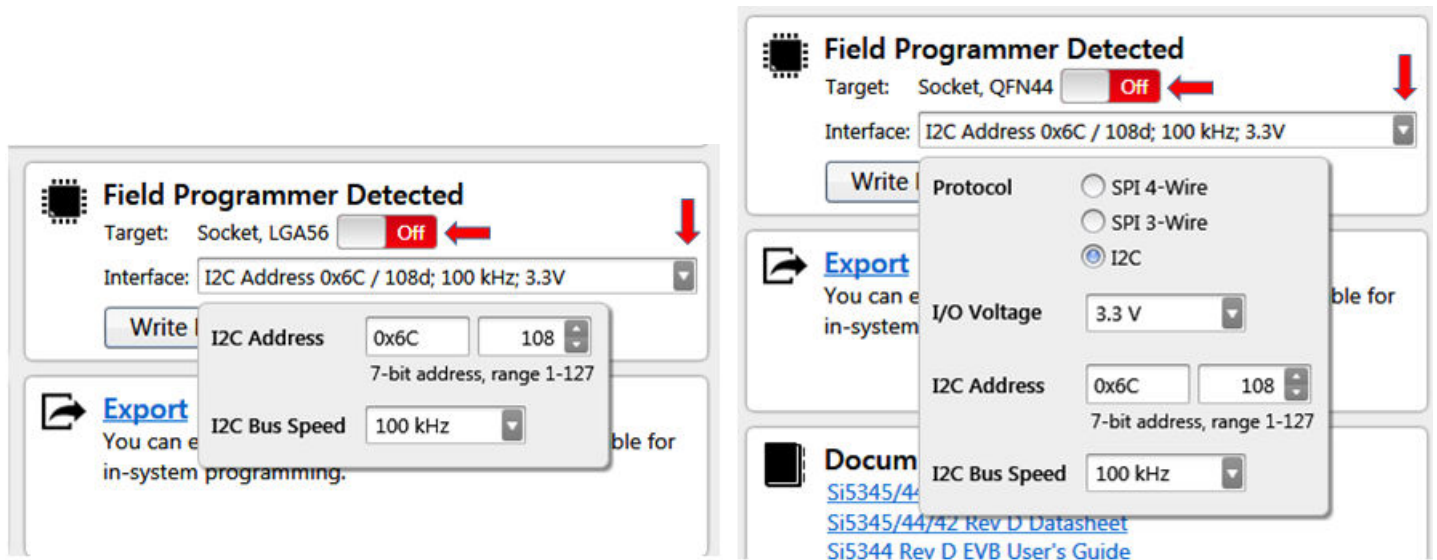 Field Programmer Detected
Target: Socket, LGA56 Off
Interface: I2C Address 0x6C / 108d; 100 kHz; 3.3V
Write
I2C Address 0x6C 108
7-bit address, range 1-127
I2C Bus Speed 100 kHz
Export
You can ble for
in-system programming.
Field Programmer Detected
Target: Socket, QFN44 Off
Interface: I2C Address 0x6C / 108d; 100 kHz; 3.3V
Write
Protocol SPI 4-Wire
SPI 3-Wire
I2C
I/O Voltage 3.3 V
I2C Address 0x6C 108
7-bit address, range 1-127
I2C Bus Speed 100 kHz
Export
You can ble for
in-system
Docum
Si5345/44
Si5345/44/42 Rev D Datasheet
Si5344 Rev D EVB User's Guide